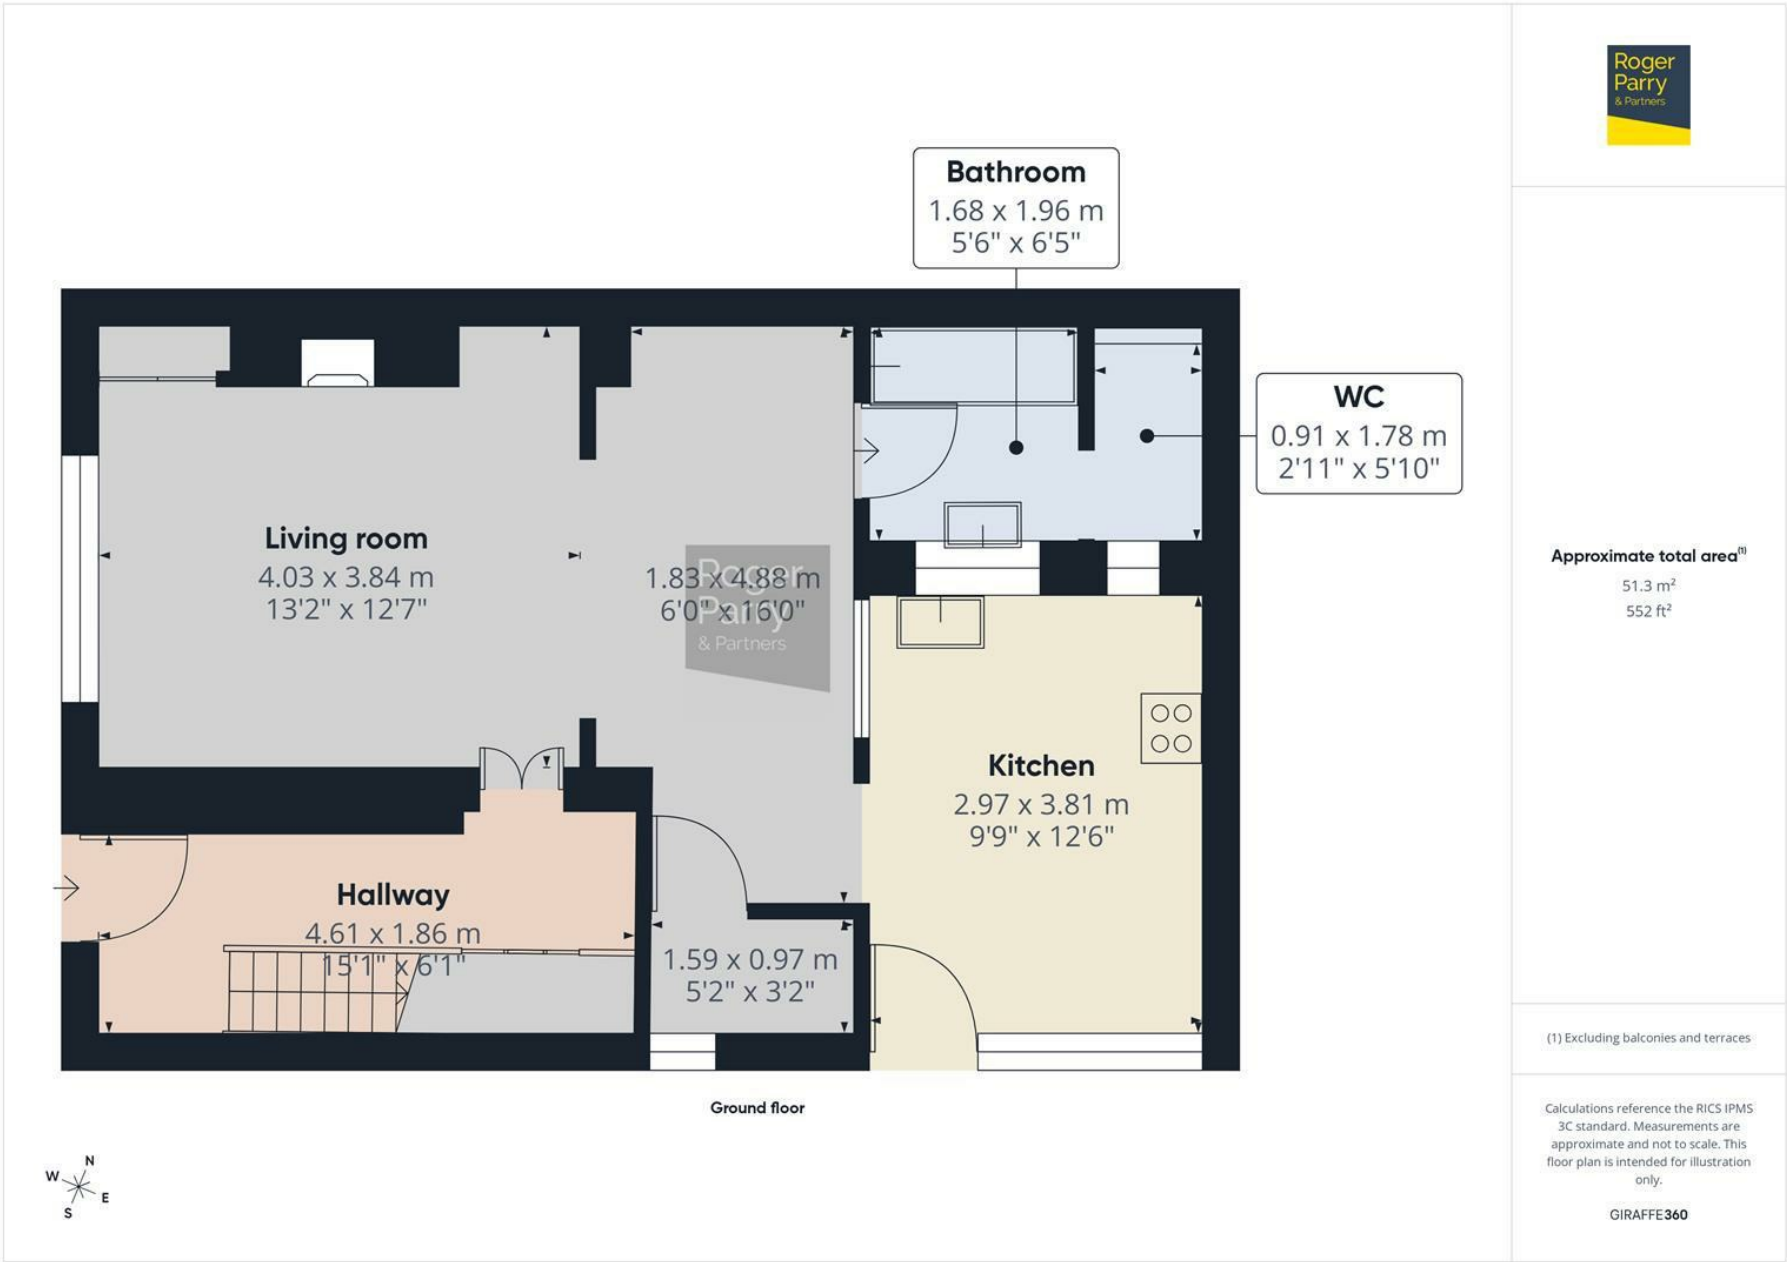 Roger
Parry
& Partners
Bathroom
1.68 x 1.96 m
5'6" x 6'5"
WC
0.91 x 1.78 m
2'11" x 5'10"
Living room
4.03 x 3.84 m
13'2" x 12'7"
1.83 x 4.88 m
6'0" x 16'0"
Roger
Parry
& Partners
Kitchen
2.97 x 3.81 m
9'9" x 12'6"
Hallway
4.61 x 1.86 m
15'1" x 6'1"
1.59 x 0.97 m
5'2" x 3'2"
Ground floor
N
W
E
S
Approximate total area(1)
51.3 m²
552 ft²
(1) Excluding balconies and terraces
Calculations reference the RICS IPMS
3C standard. Measurements are
approximate and not to scale. This
floor plan is intended for illustration
only.
GIRAFFE360